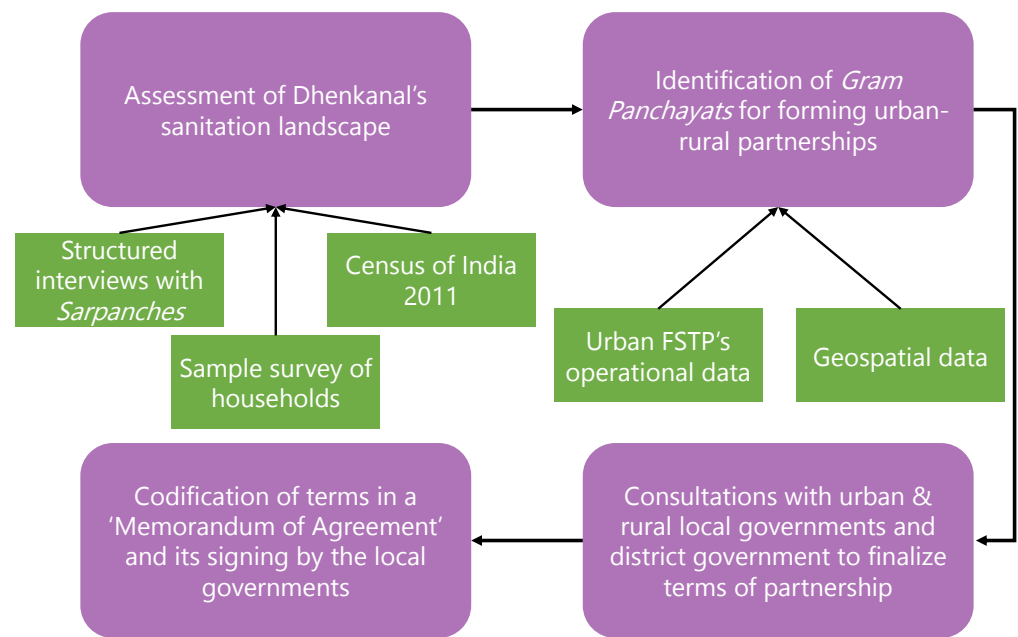 Assessment of Dhenkanal's
sanitation landscape
Identification of Gram
Panchayats for forming urban-
rural partnerships
Structured
interviews with
Sarpanches
Census of India
2011
Sample survey of
households
Urban FSTP's
operational data
Geospatial data
Codification of terms in a
'Memorandum of Agreement'
and its signing by the local
governments
Consultations with urban &
rural local governments and
district government to finalize
terms of partnership